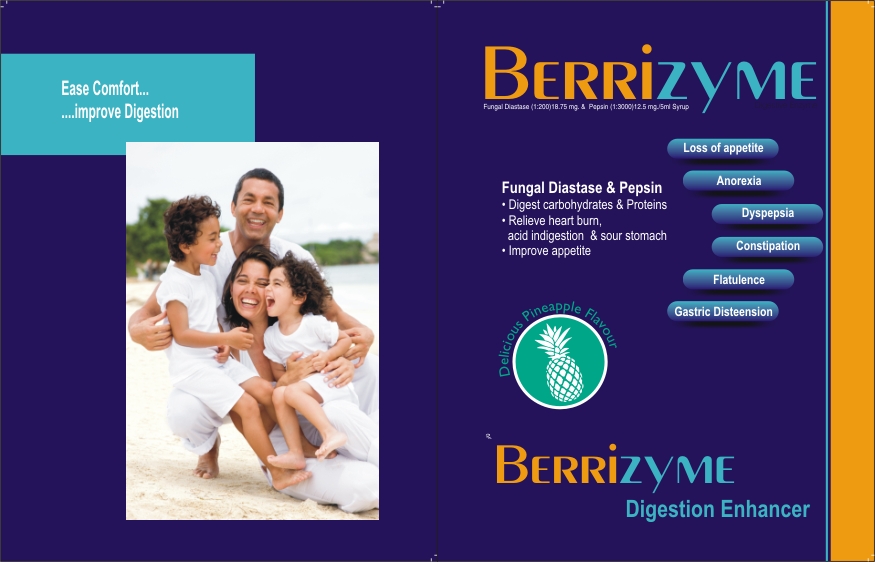 Ease Comfort...
....improve Digestion
BERRIZYME
Fungal Diastase (1:200)18.75 mg. & Pepsin (1:3000)12.5 mg./5ml Syrup
Loss of appetite
Anorexia
Dyspepsia
Constipation
Flatulence
Gastric Disteension
Fungal Diastase & Pepsin
• Digest carbohydrates & Proteins
• Relieve heart burn,
acid indigestion & sour stomach
• Improve appetite
Delicious Pineapple Flavour
℞
BERRIZYME
Digestion Enhancer